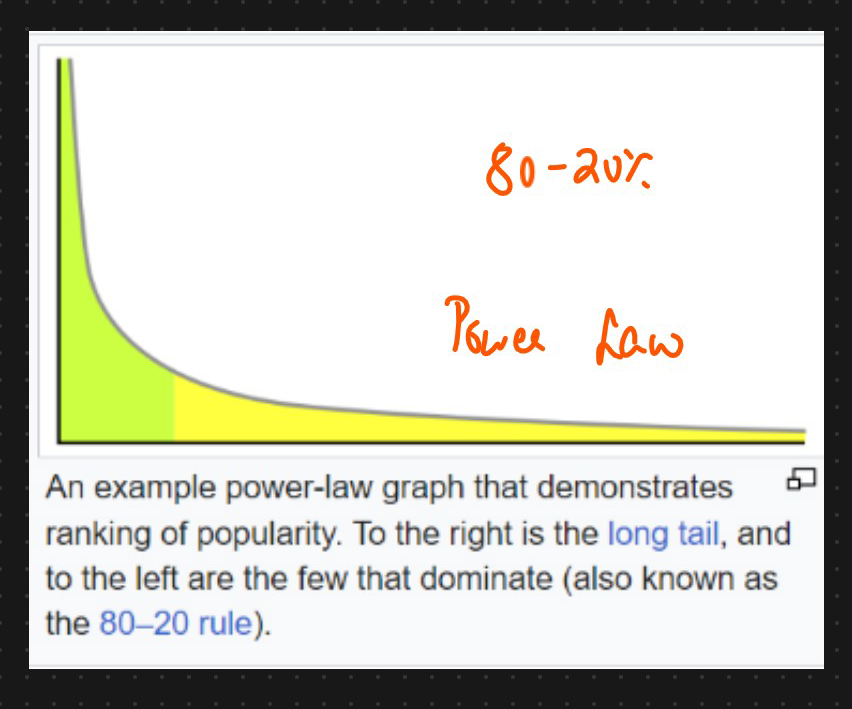 80-20%
Power Law
An example power-law graph that demonstrates
ranking of popularity. To the right is the long tail, and
to the left are the few that dominate (also known as
the 80–20 rule).